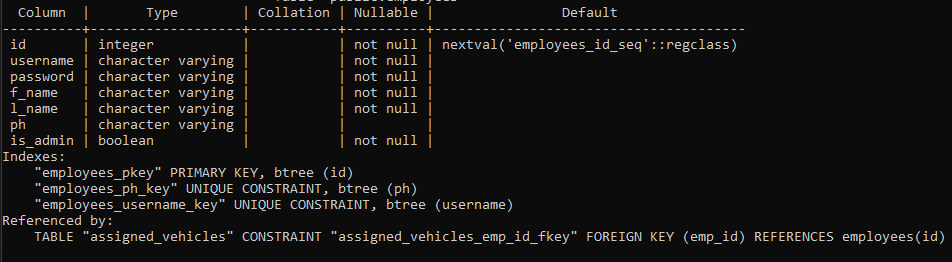 Column  |       Type        | Collation | Nullable |                Default
---------+-------------------+-----------+----------+---------------------------------------
 id       | integer           |           | not null | nextval('employees_id_seq'::regclass)
 username | character varying |           | not null |
 password | character varying |           | not null |
 f_name   | character varying |           | not null |
 l_name   | character varying |           | not null |
 ph       | character varying |           |          |
 is_admin | boolean           |           | not null |
Indexes:
    "employees_pkey" PRIMARY KEY, btree (id)
    "employees_ph_key" UNIQUE CONSTRAINT, btree (ph)
    "employees_username_key" UNIQUE CONSTRAINT, btree (username)
Referenced by:
    TABLE "assigned_vehicles" CONSTRAINT "assigned_vehicles_emp_id_fkey" FOREIGN KEY (emp_id) REFERENCES employees(id)